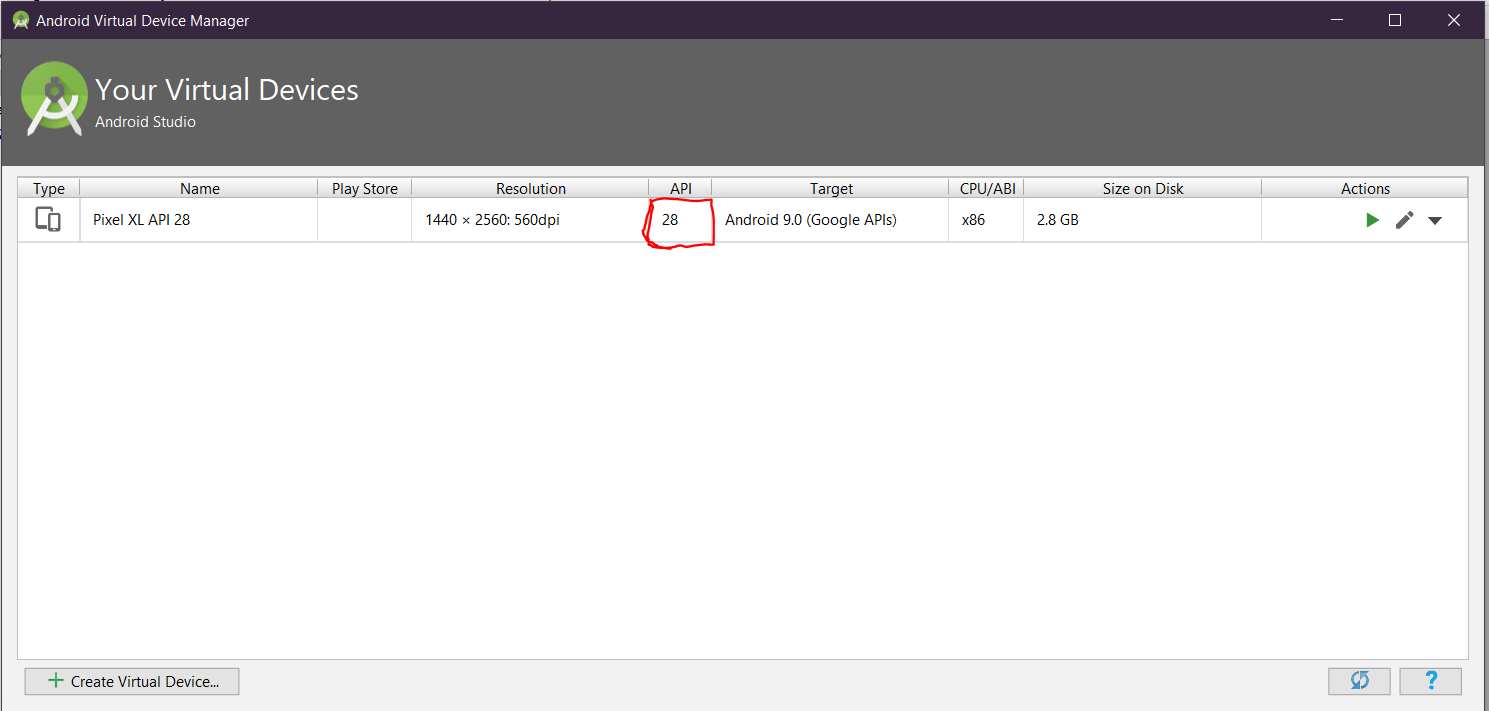 Android Virtual Device Manager
Your Virtual Devices
Android Studio
Type Name Play Store Resolution API Target CPU/ABI Size on Disk Actions
Pixel XL API 28 1440 × 2560: 560dpi 28 Android 9.0 (Google APIs) x86 2.8 GB
Create Virtual Device...
?